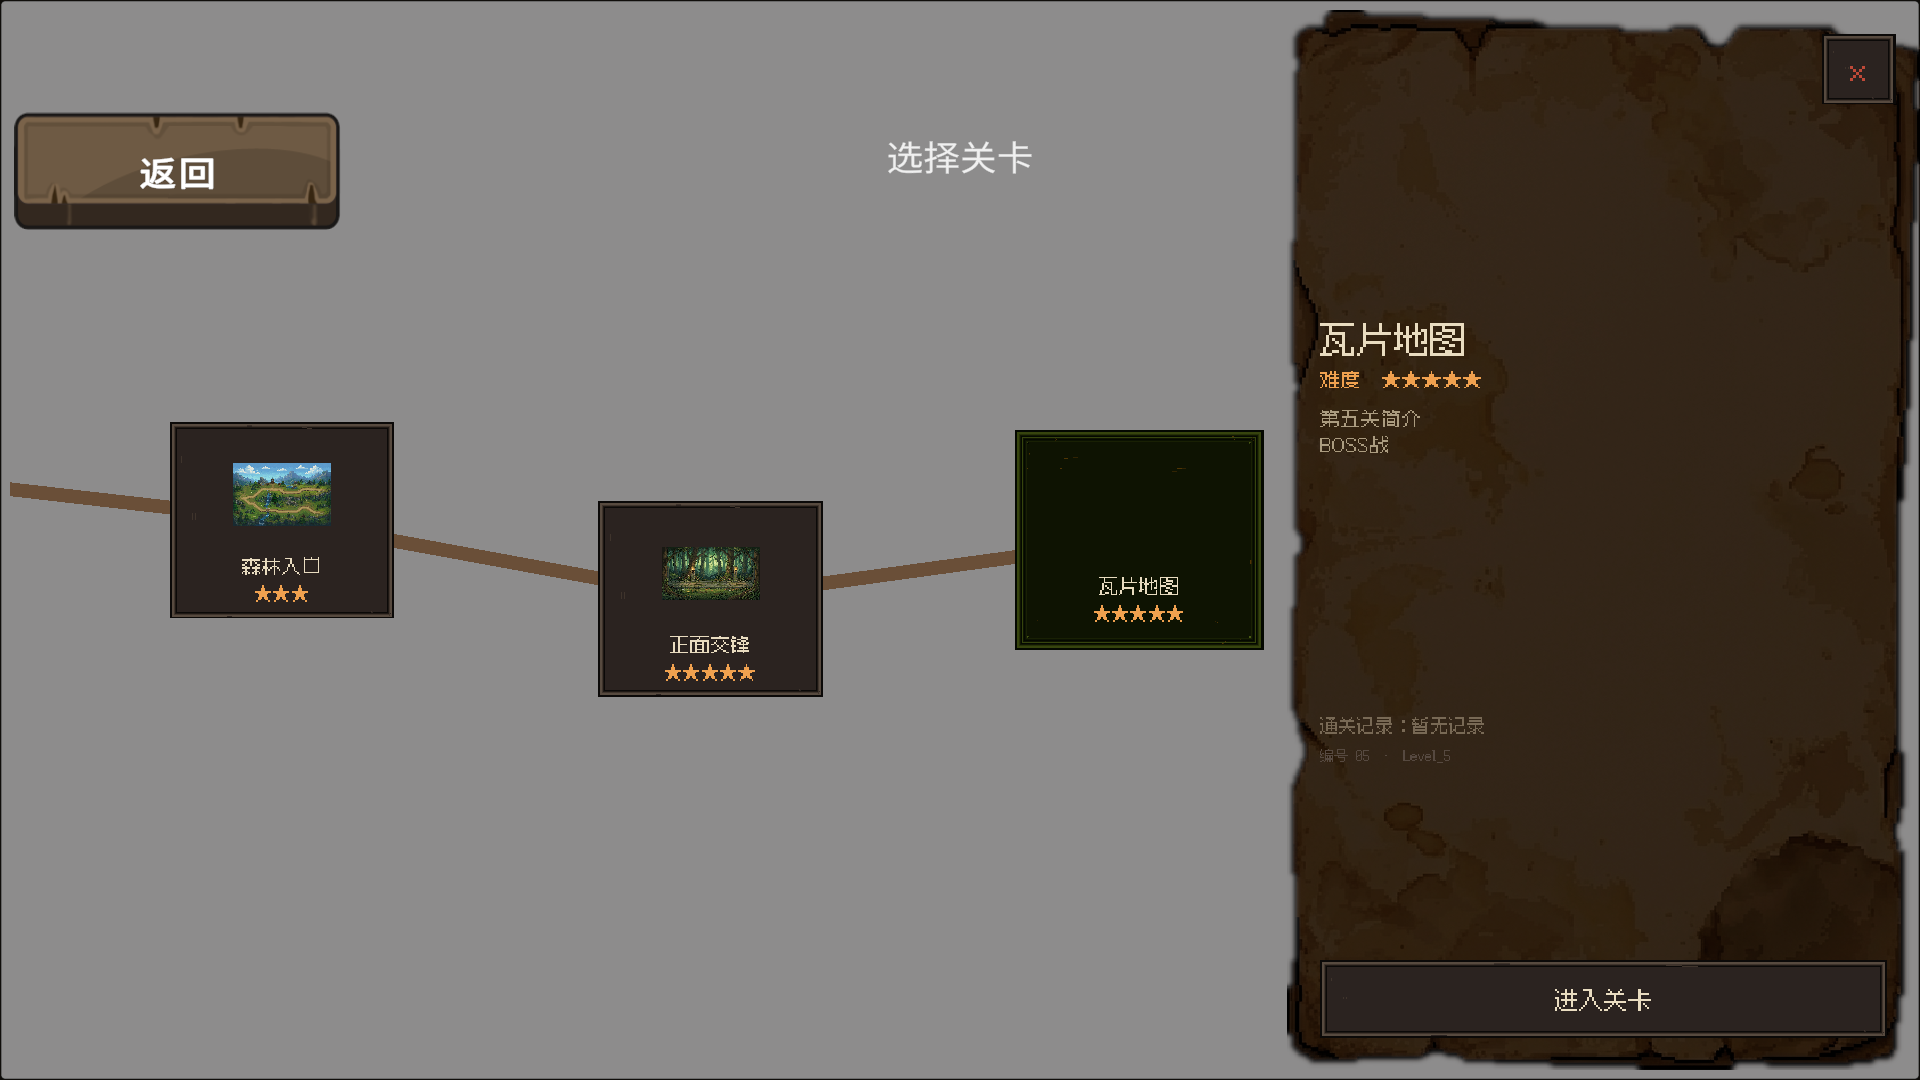 返回
选择关卡
森林入口
★★★
正面交锋
★★★★★
瓦片地图
★★★★★
瓦片地图
难度 ★★★★★
第五关简介
BOSS战
通关记录：暂无记录
编号 05 · Level_5
进入关卡